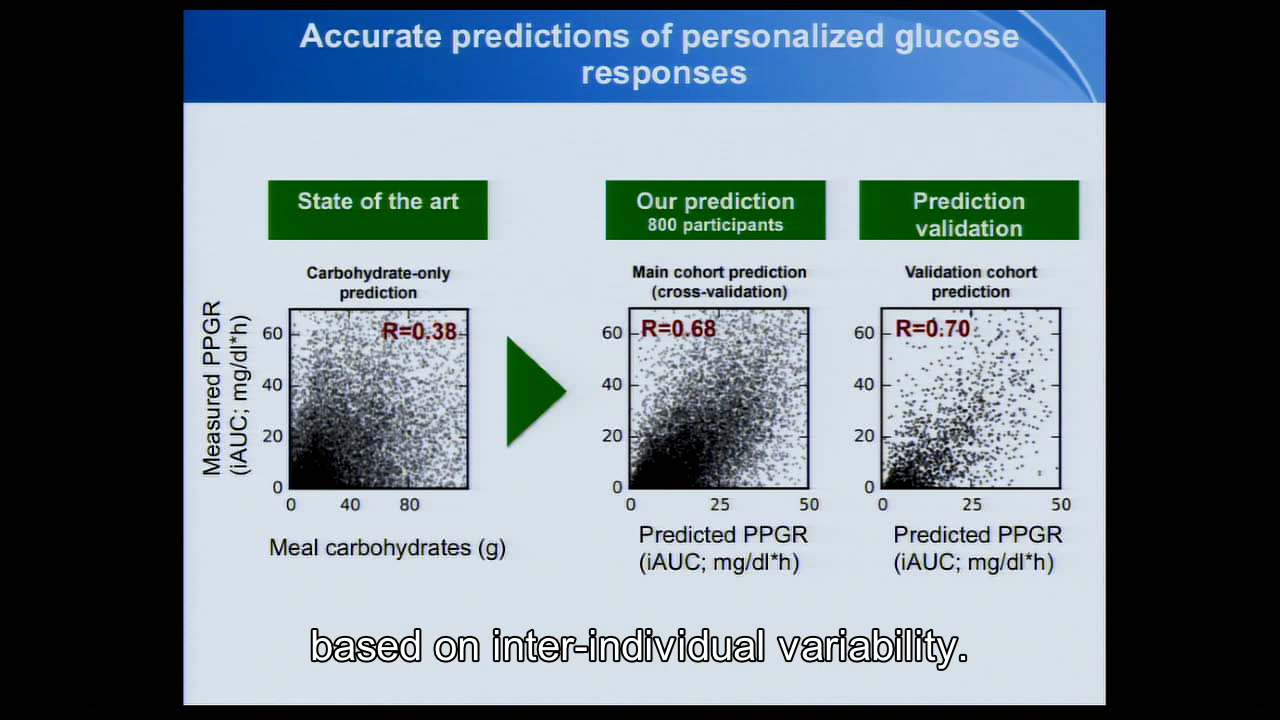 Accurate predictions of personalized glucose
responses
State of the art
Our prediction
800 participants
Prediction
validation
Carbohydrate-only
prediction
Main cohort prediction
(cross-validation)
Validation cohort
prediction
Measured PPGR
(iAUC; mg/dl*h)
60
40
20
0
R=0.38
0
40
80
Meal carbohydrates (g)
60
40
20
0
R=0.68
0
25
50
Predicted PPGR
(iAUC; mg/dl*h)
60
40
20
0
R=0.70
0
25
50
Predicted PPGR
(iAUC; mg/dl*h)
based on inter-individual variability.